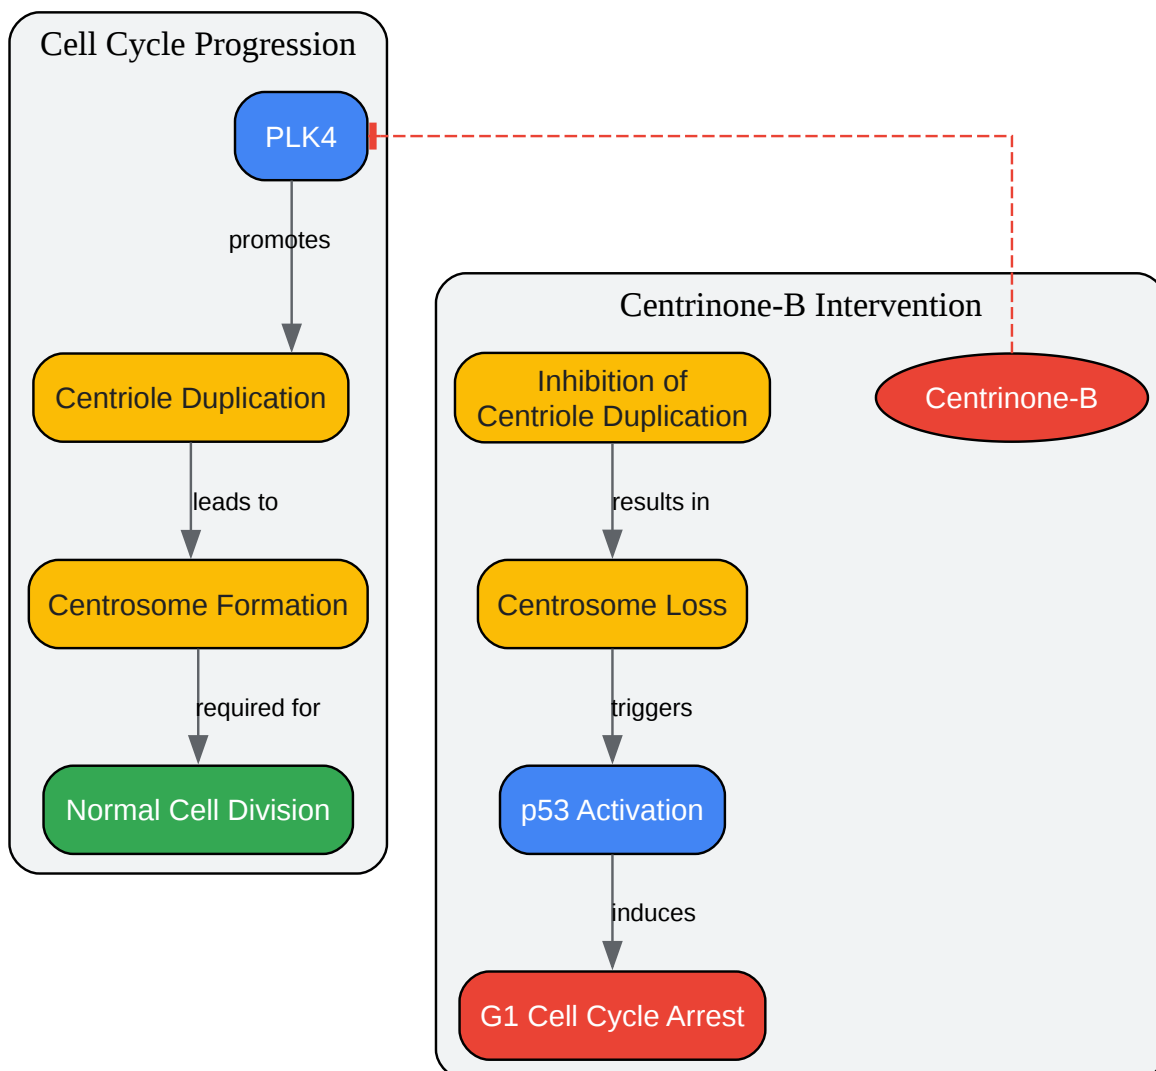 Cell Cycle Progression
PLK4
promotes
Centriole Duplication
leads to
Centrosome Formation
required for
Normal Cell Division
Centrinone-B Intervention
Inhibition of
Centriole Duplication
Centrinone-B
results in
Centrosome Loss
triggers
p53 Activation
induces
G1 Cell Cycle Arrest